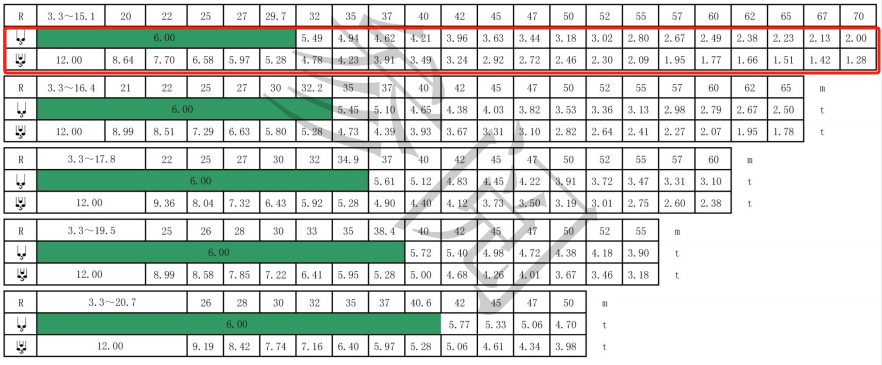 R 3.3~15.1 20 22 25 27 29.7 32 35 37 40 42 45 47 50 52 55 57 60 62 65 67 70
6.00 5.49 4.94 4.62 4.21 3.96 3.63 3.44 3.18 3.02 2.80 2.67 2.49 2.38 2.23 2.13 2.00
12.00 8.64 7.70 6.58 5.97 5.28 4.78 4.23 3.91 3.49 3.24 2.92 2.72 2.46 2.30 2.09 1.95 1.77 1.66 1.51 1.42 1.28
R 3.3~16.4 21 22 25 27 30 32.2 35 37 40 42 45 47 50 52 55 57 60 62 65 m
6.00 5.45 5.10 4.65 4.38 4.03 3.82 3.53 3.36 3.13 2.98 2.79 2.67 2.50 t
12.00 8.99 8.51 7.29 6.63 5.80 5.28 4.73 4.39 3.93 3.67 3.31 3.10 2.82 2.64 2.41 2.27 2.07 1.95 1.78 t
R 3.3~17.8 22 25 27 30 32 34.9 37 40 42 45 47 50 52 55 57 60 m
6.00 5.61 5.12 4.83 4.45 4.22 3.91 3.72 3.47 3.31 3.10 t
12.00 9.36 8.04 7.32 6.43 5.92 5.28 4.90 4.40 4.12 3.73 3.50 3.19 3.01 2.75 2.60 2.38 t
R 3.3~19.5 25 26 28 30 33 35 38.4 40 42 45 47 50 52 55 m
6.00 5.72 5.40 4.98 4.72 4.38 4.18 3.90 t
12.00 8.99 8.58 7.85 7.22 6.41 5.95 5.28 5.00 4.68 4.26 4.01 3.67 3.46 3.18 t
R 3.3~20.7 26 28 30 32 35 37 40.6 42 45 47 50 m
6.00 5.77 5.33 5.06 4.70 t
12.00 9.19 8.42 7.74 7.16 6.40 5.97 5.28 5.06 4.61 4.34 3.98 t